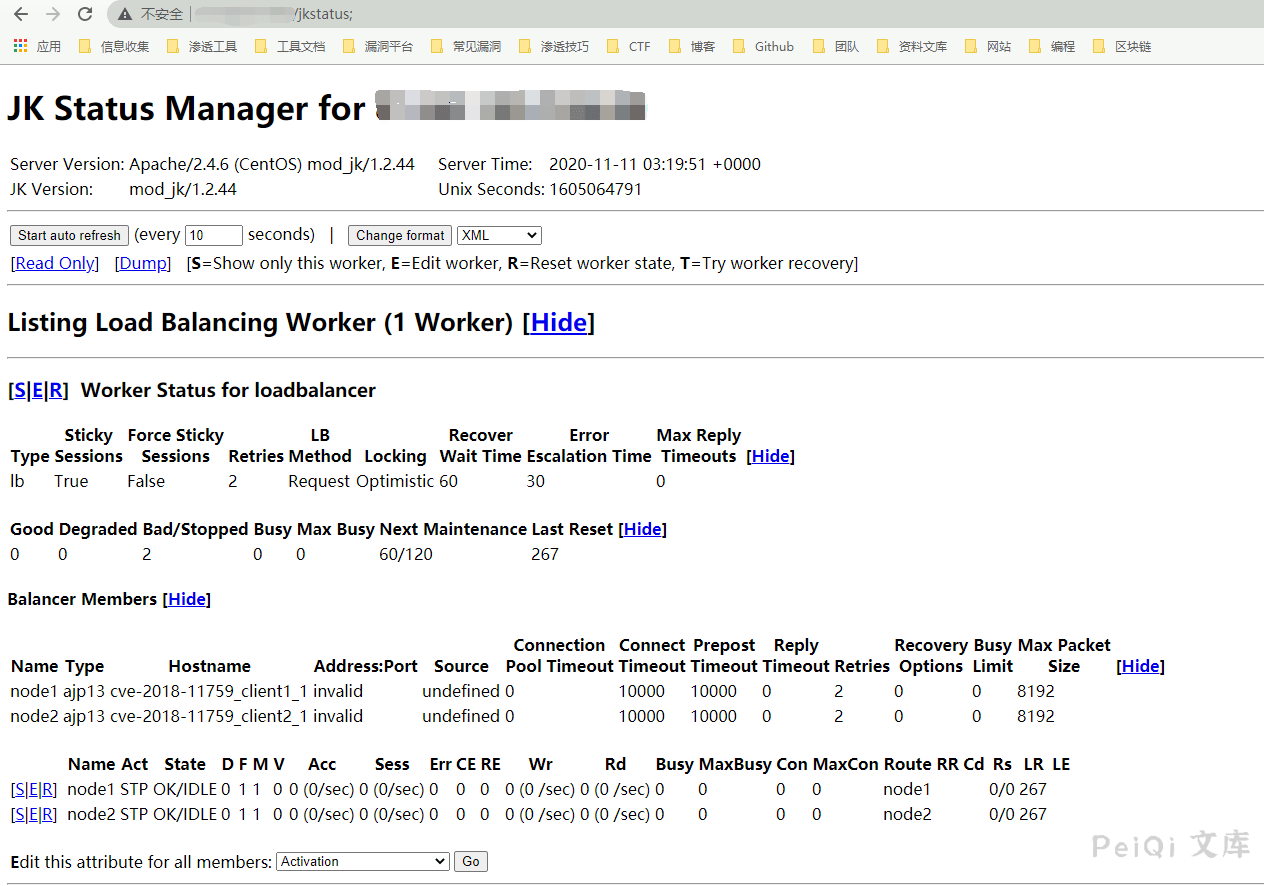 不安全 | /jkstatus;
应用 信息收集 渗透工具 工具文档 漏洞平台 常见漏洞 渗透技巧 CTF 博客 Github 团队 资料文库 网站 编程 区块链
JK Status Manager for
Server Version: Apache/2.4.6 (CentOS) mod_jk/1.2.44 Server Time: 2020-11-11 03:19:51 +0000
JK Version: mod_jk/1.2.44 Unix Seconds: 1605064791
Start auto refresh (every 10 seconds) | Change format XML
[Read Only] [Dump] [S=Show only this worker, E=Edit worker, R=Reset worker state, T=Try worker recovery]
Listing Load Balancing Worker (1 Worker) [Hide]
[S|E|R] Worker Status for loadbalancer
Sticky Force Sticky LB Recover Error Max Reply
Type Sessions Sessions Retries Method Locking Wait Time Escalation Time Timeouts [Hide]
lb True False 2 Request Optimistic 60 30 0
Good Degraded Bad/Stopped Busy Max Busy Next Maintenance Last Reset [Hide]
0 0 2 0 0 60/120 267
Balancer Members [Hide]
Connection Connect Prepost Reply Recovery Busy Max Packet
Name Type Hostname Address:Port Source Pool Timeout Timeout Timeout Timeout Retries Options Limit Size [Hide]
node1 ajp13 cve-2018-11759_client1_1 invalid undefined 0 10000 10000 0 2 0 0 8192
node2 ajp13 cve-2018-11759_client2_1 invalid undefined 0 10000 10000 0 2 0 0 8192
Name Act State D F M V Acc Sess Err CE RE Wr Rd Busy MaxBusy Con MaxCon Route RR Cd Rs LR LE
[S|E|R] node1 STP OK/IDLE 0 1 1 0 0 (0/sec) 0 (0/sec) 0 0 0 0 (0 /sec) 0 (0 /sec) 0 0 0 0 node1 0/0 267
[S|E|R] node2 STP OK/IDLE 0 1 1 0 0 (0/sec) 0 (0/sec) 0 0 0 0 (0 /sec) 0 (0 /sec) 0 0 0 0 node2 0/0 267
Edit this attribute for all members: Activation Go
PeiQi 文库